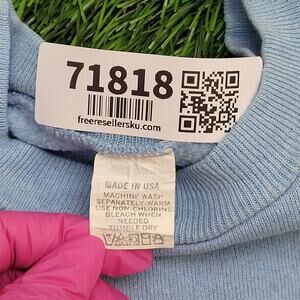 71818
freeresellersku.com
MADE IN USA
MACHINE WASH
SEPARATELY-WARM
USE NON-CHLORINE
BLEACH WHEN
NEEDED
TUMBLE DRY